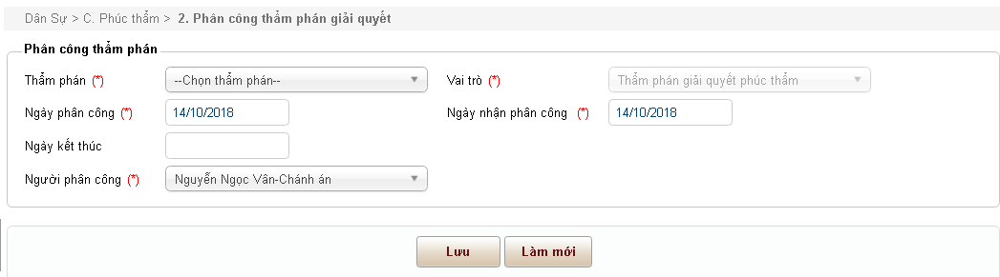 Dân Sự > C. Phúc thẩm > 2. Phân công thẩm phán giải quyết
Phân công thẩm phán
Thẩm phán (*) --Chọn thẩm phán-- Vai trò (*) Thẩm phán giải quyết phúc thẩm
Ngày phân công (*) 14/10/2018 Ngày nhận phân công (*) 14/10/2018
Ngày kết thúc
Người phân công (*) Nguyễn Ngọc Vân-Chánh án
Lưu Làm mới